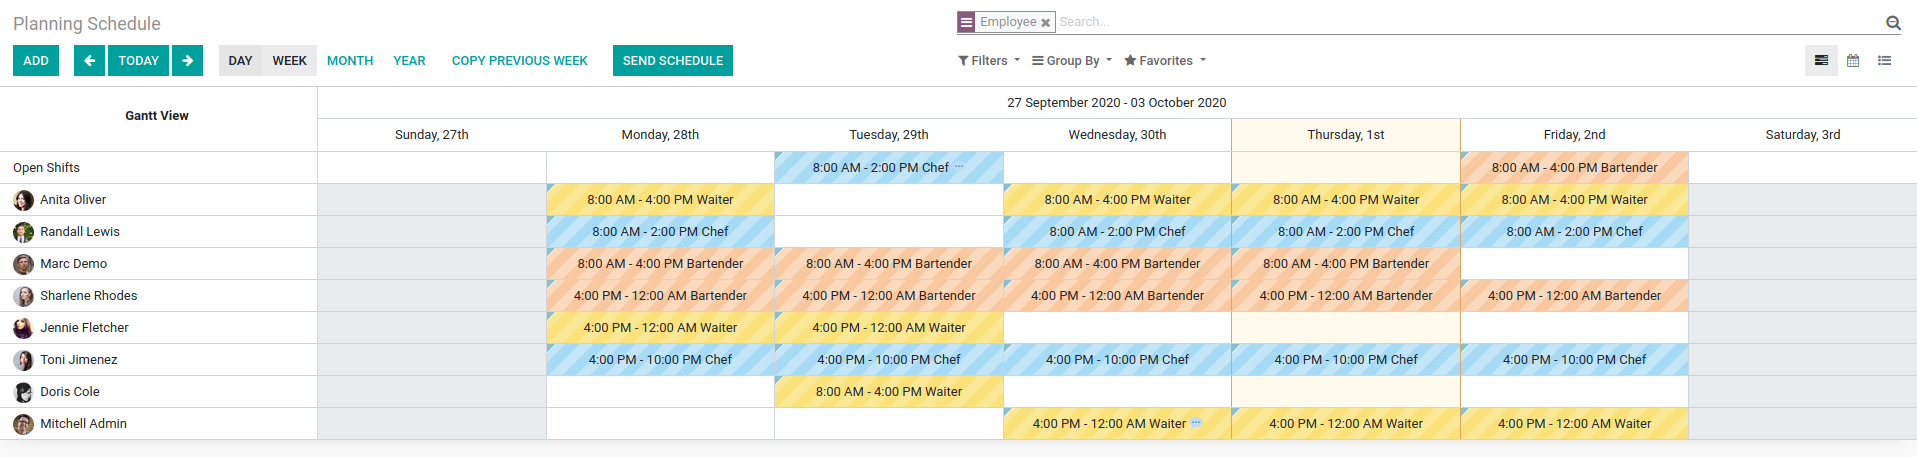 Planning Schedule
Employee Search...
ADD TODAY DAY WEEK MONTH YEAR COPY PREVIOUS WEEK SEND SCHEDULE Filters Group By Favorites
Gantt View
27 September 2020 - 03 October 2020
Sunday, 27th Monday, 28th Tuesday, 29th Wednesday, 30th Thursday, 1st Friday, 2nd Saturday, 3rd
Open Shifts 8:00 AM - 2:00 PM Chef 8:00 AM - 4:00 PM Bartender
Anita Oliver 8:00 AM - 4:00 PM Waiter 8:00 AM - 4:00 PM Waiter 8:00 AM - 4:00 PM Waiter 8:00 AM - 4:00 PM Waiter
Randall Lewis 8:00 AM - 2:00 PM Chef 8:00 AM - 2:00 PM Chef 8:00 AM - 2:00 PM Chef 8:00 AM - 2:00 PM Chef
Marc Demo 8:00 AM - 4:00 PM Bartender 8:00 AM - 4:00 PM Bartender 8:00 AM - 4:00 PM Bartender 8:00 AM - 4:00 PM Bartender
Sharlene Rhodes 4:00 PM - 12:00 AM Bartender 4:00 PM - 12:00 AM Bartender 4:00 PM - 12:00 AM Bartender 4:00 PM - 12:00 AM Bartender 4:00 PM - 12:00 AM Bartender
Jennie Fletcher 4:00 PM - 12:00 AM Waiter 4:00 PM - 12:00 AM Waiter
Toni Jimenez 4:00 PM - 10:00 PM Chef 4:00 PM - 10:00 PM Chef 4:00 PM - 10:00 PM Chef 4:00 PM - 10:00 PM Chef 4:00 PM - 10:00 PM Chef
Doris Cole 8:00 AM - 4:00 PM Waiter
Mitchell Admin 4:00 PM - 12:00 AM Waiter 4:00 PM - 12:00 AM Waiter 4:00 PM - 12:00 AM Waiter